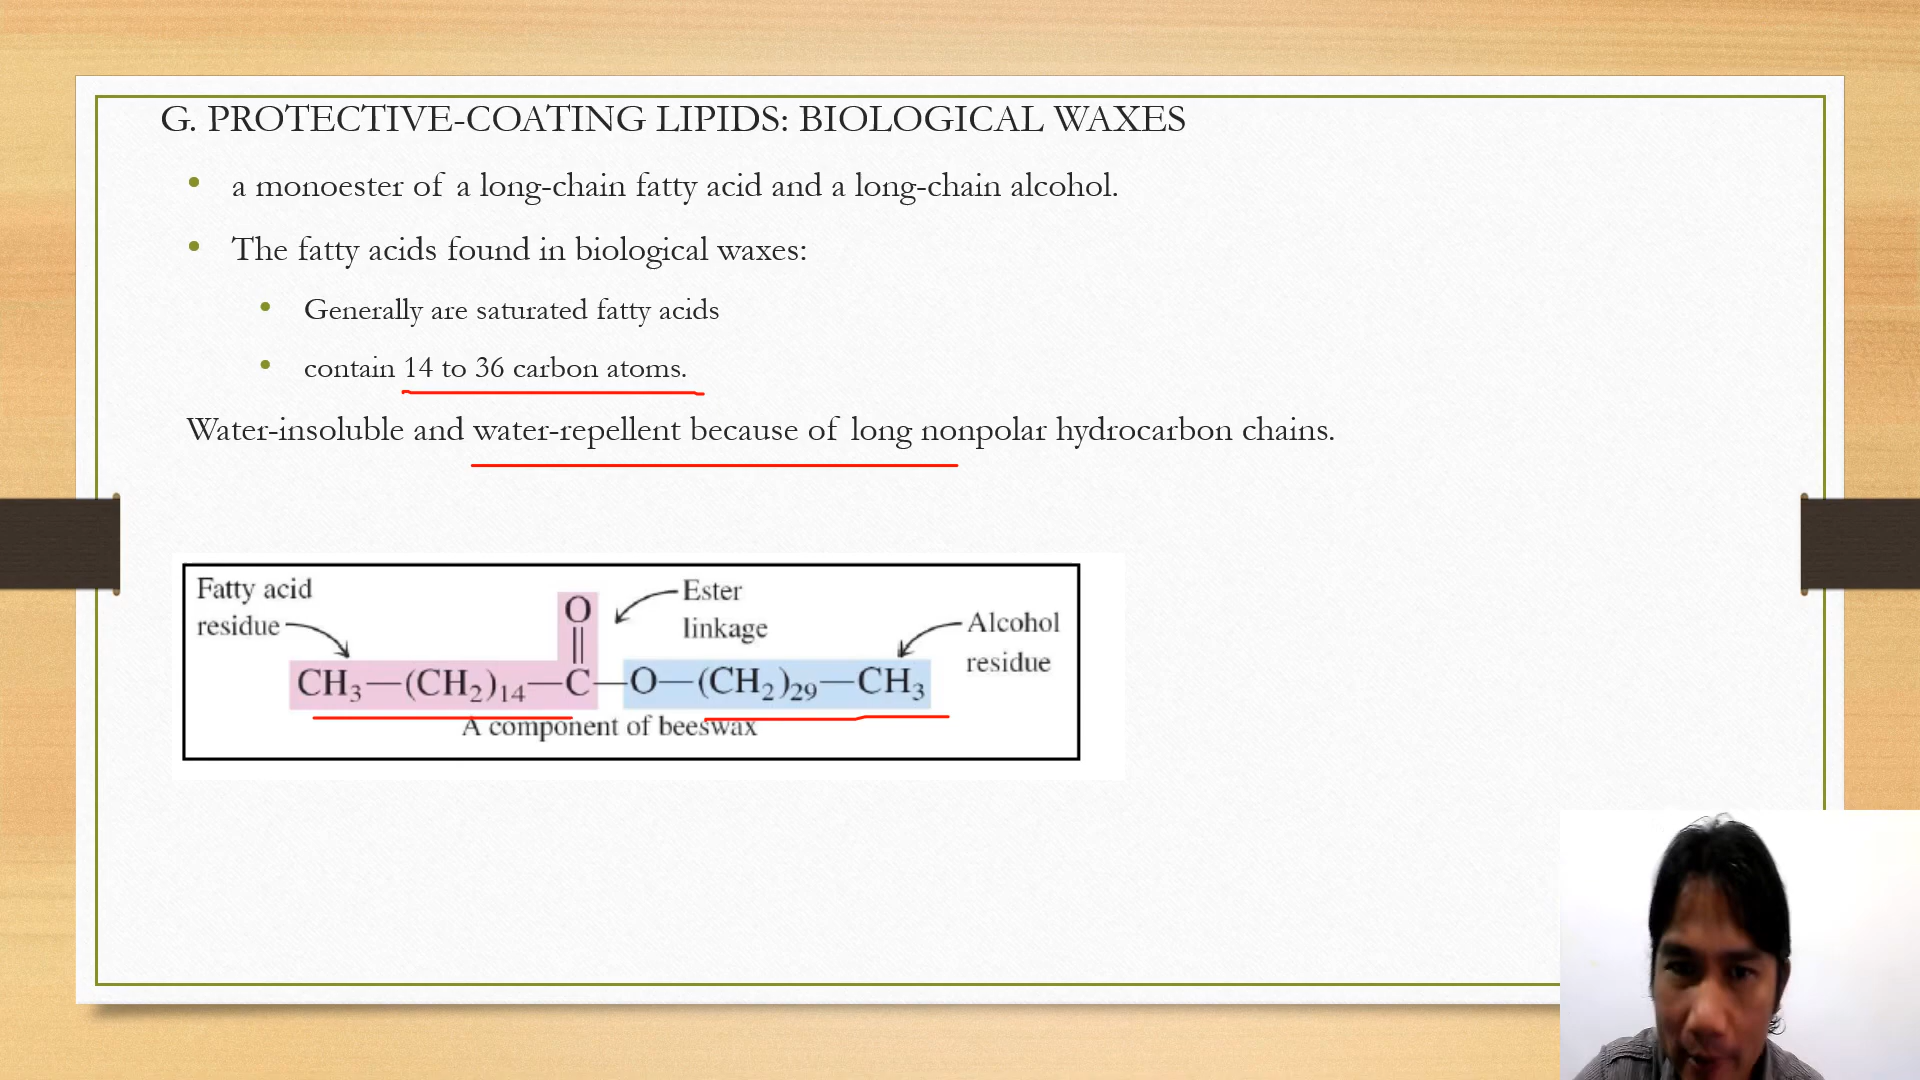 G. PROTECTIVE-COATING LIPIDS: BIOLOGICAL WAXES
• a monoester of a long-chain fatty acid and a long-chain alcohol.
• The fatty acids found in biological waxes:
• Generally are saturated fatty acids
• contain 14 to 36 carbon atoms.
Water-insoluble and water-repellent because of long nonpolar hydrocarbon chains.
Fatty acid
residue
Ester
linkage
Alcohol
residue
O
||
CH₃—(CH₂)₁₄—C—O—(CH₂)₂₉—CH₃
A component of beeswax